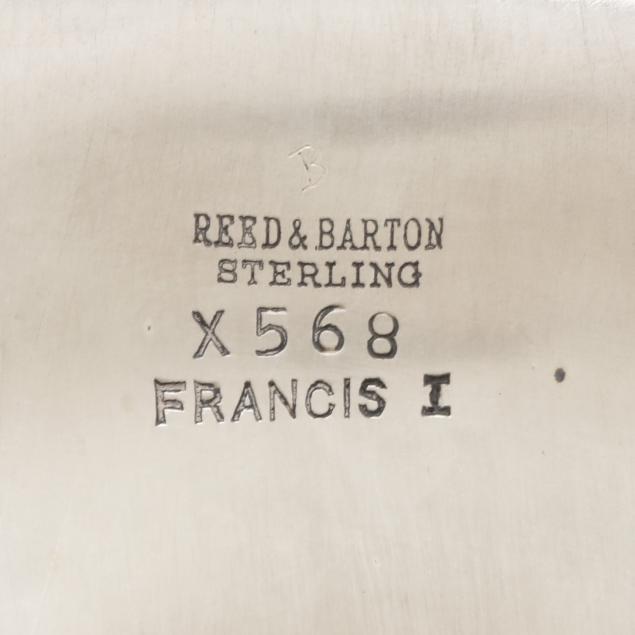 B
REED & BARTON
STERLING
X568
FRANCIS I